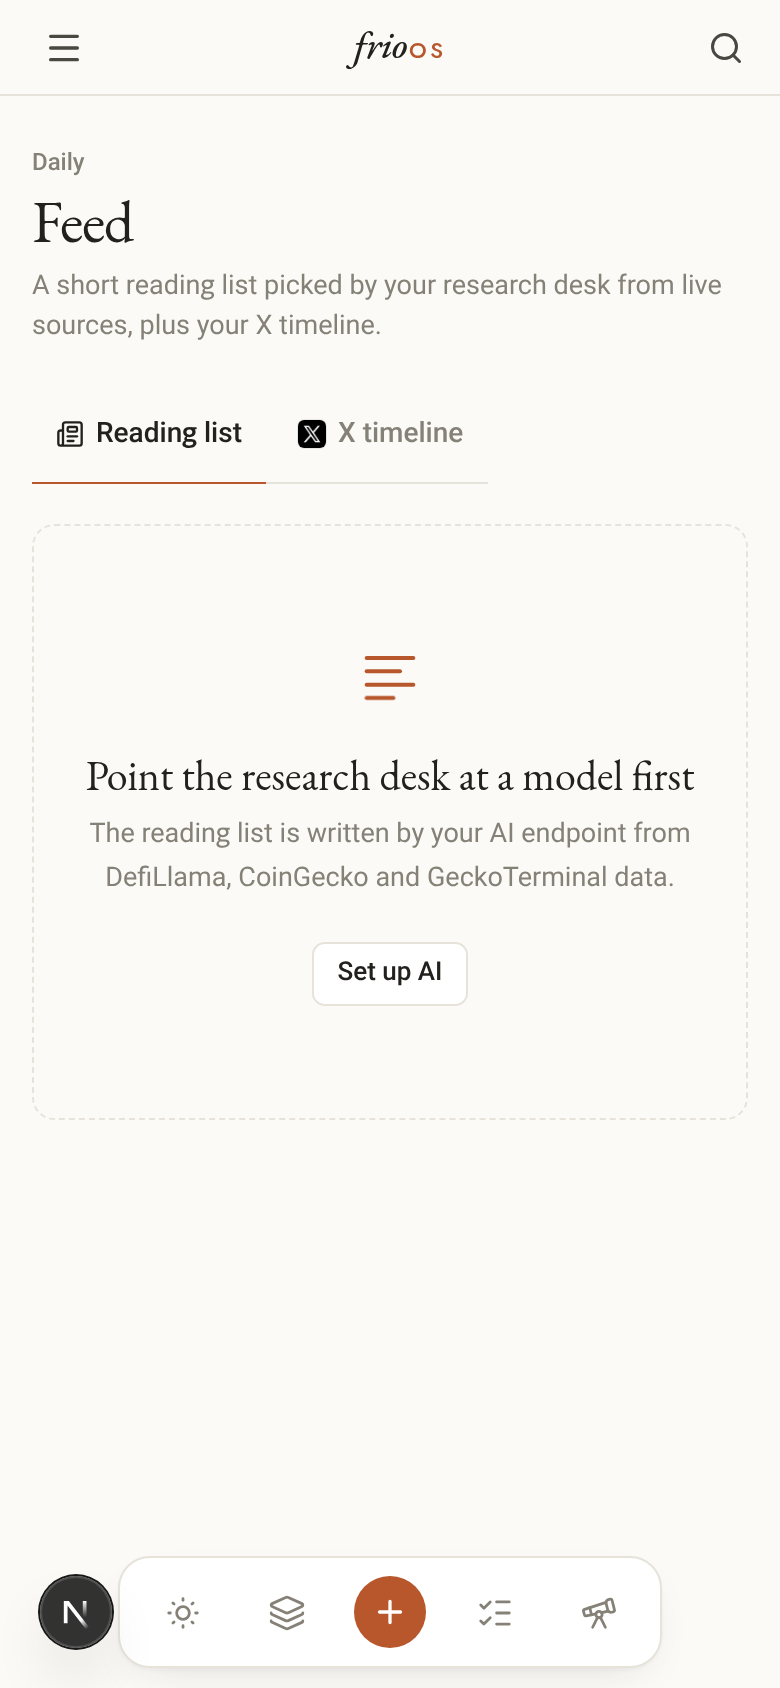 frioos
Daily
Feed
A short reading list picked by your research desk from live
sources, plus your X timeline.
Reading list
X timeline
Point the research desk at a model first
The reading list is written by your AI endpoint from
DefiLlama, CoinGecko and GeckoTerminal data.
Set up AI
N